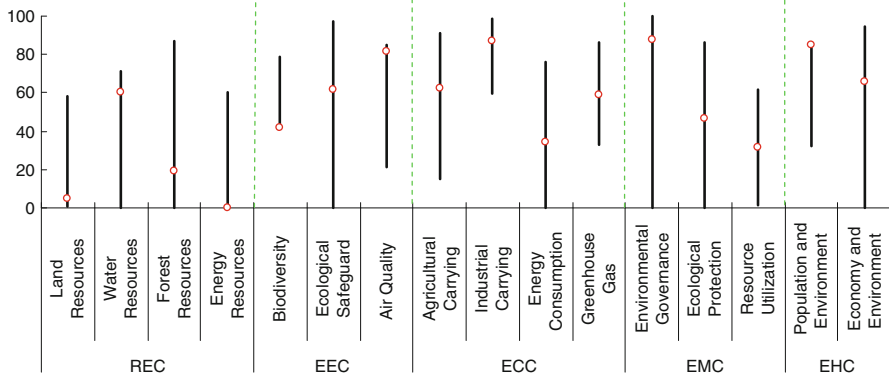 100
80
60
40
20
0
Land
Resources
Water
Resources
Forest
Resources
Energy
Resources
Biodiversity
Ecological
Safeguard
Air Quality
Agricultural
Carrying
Industrial
Carrying
Energy
Consumption
Greenhouse
Gas
Environmental
Governance
Ecological
Protection
Resource
Utilization
Population and
Environment
Economy and
Environment
REC
EEC
ECC
EMC
EHC